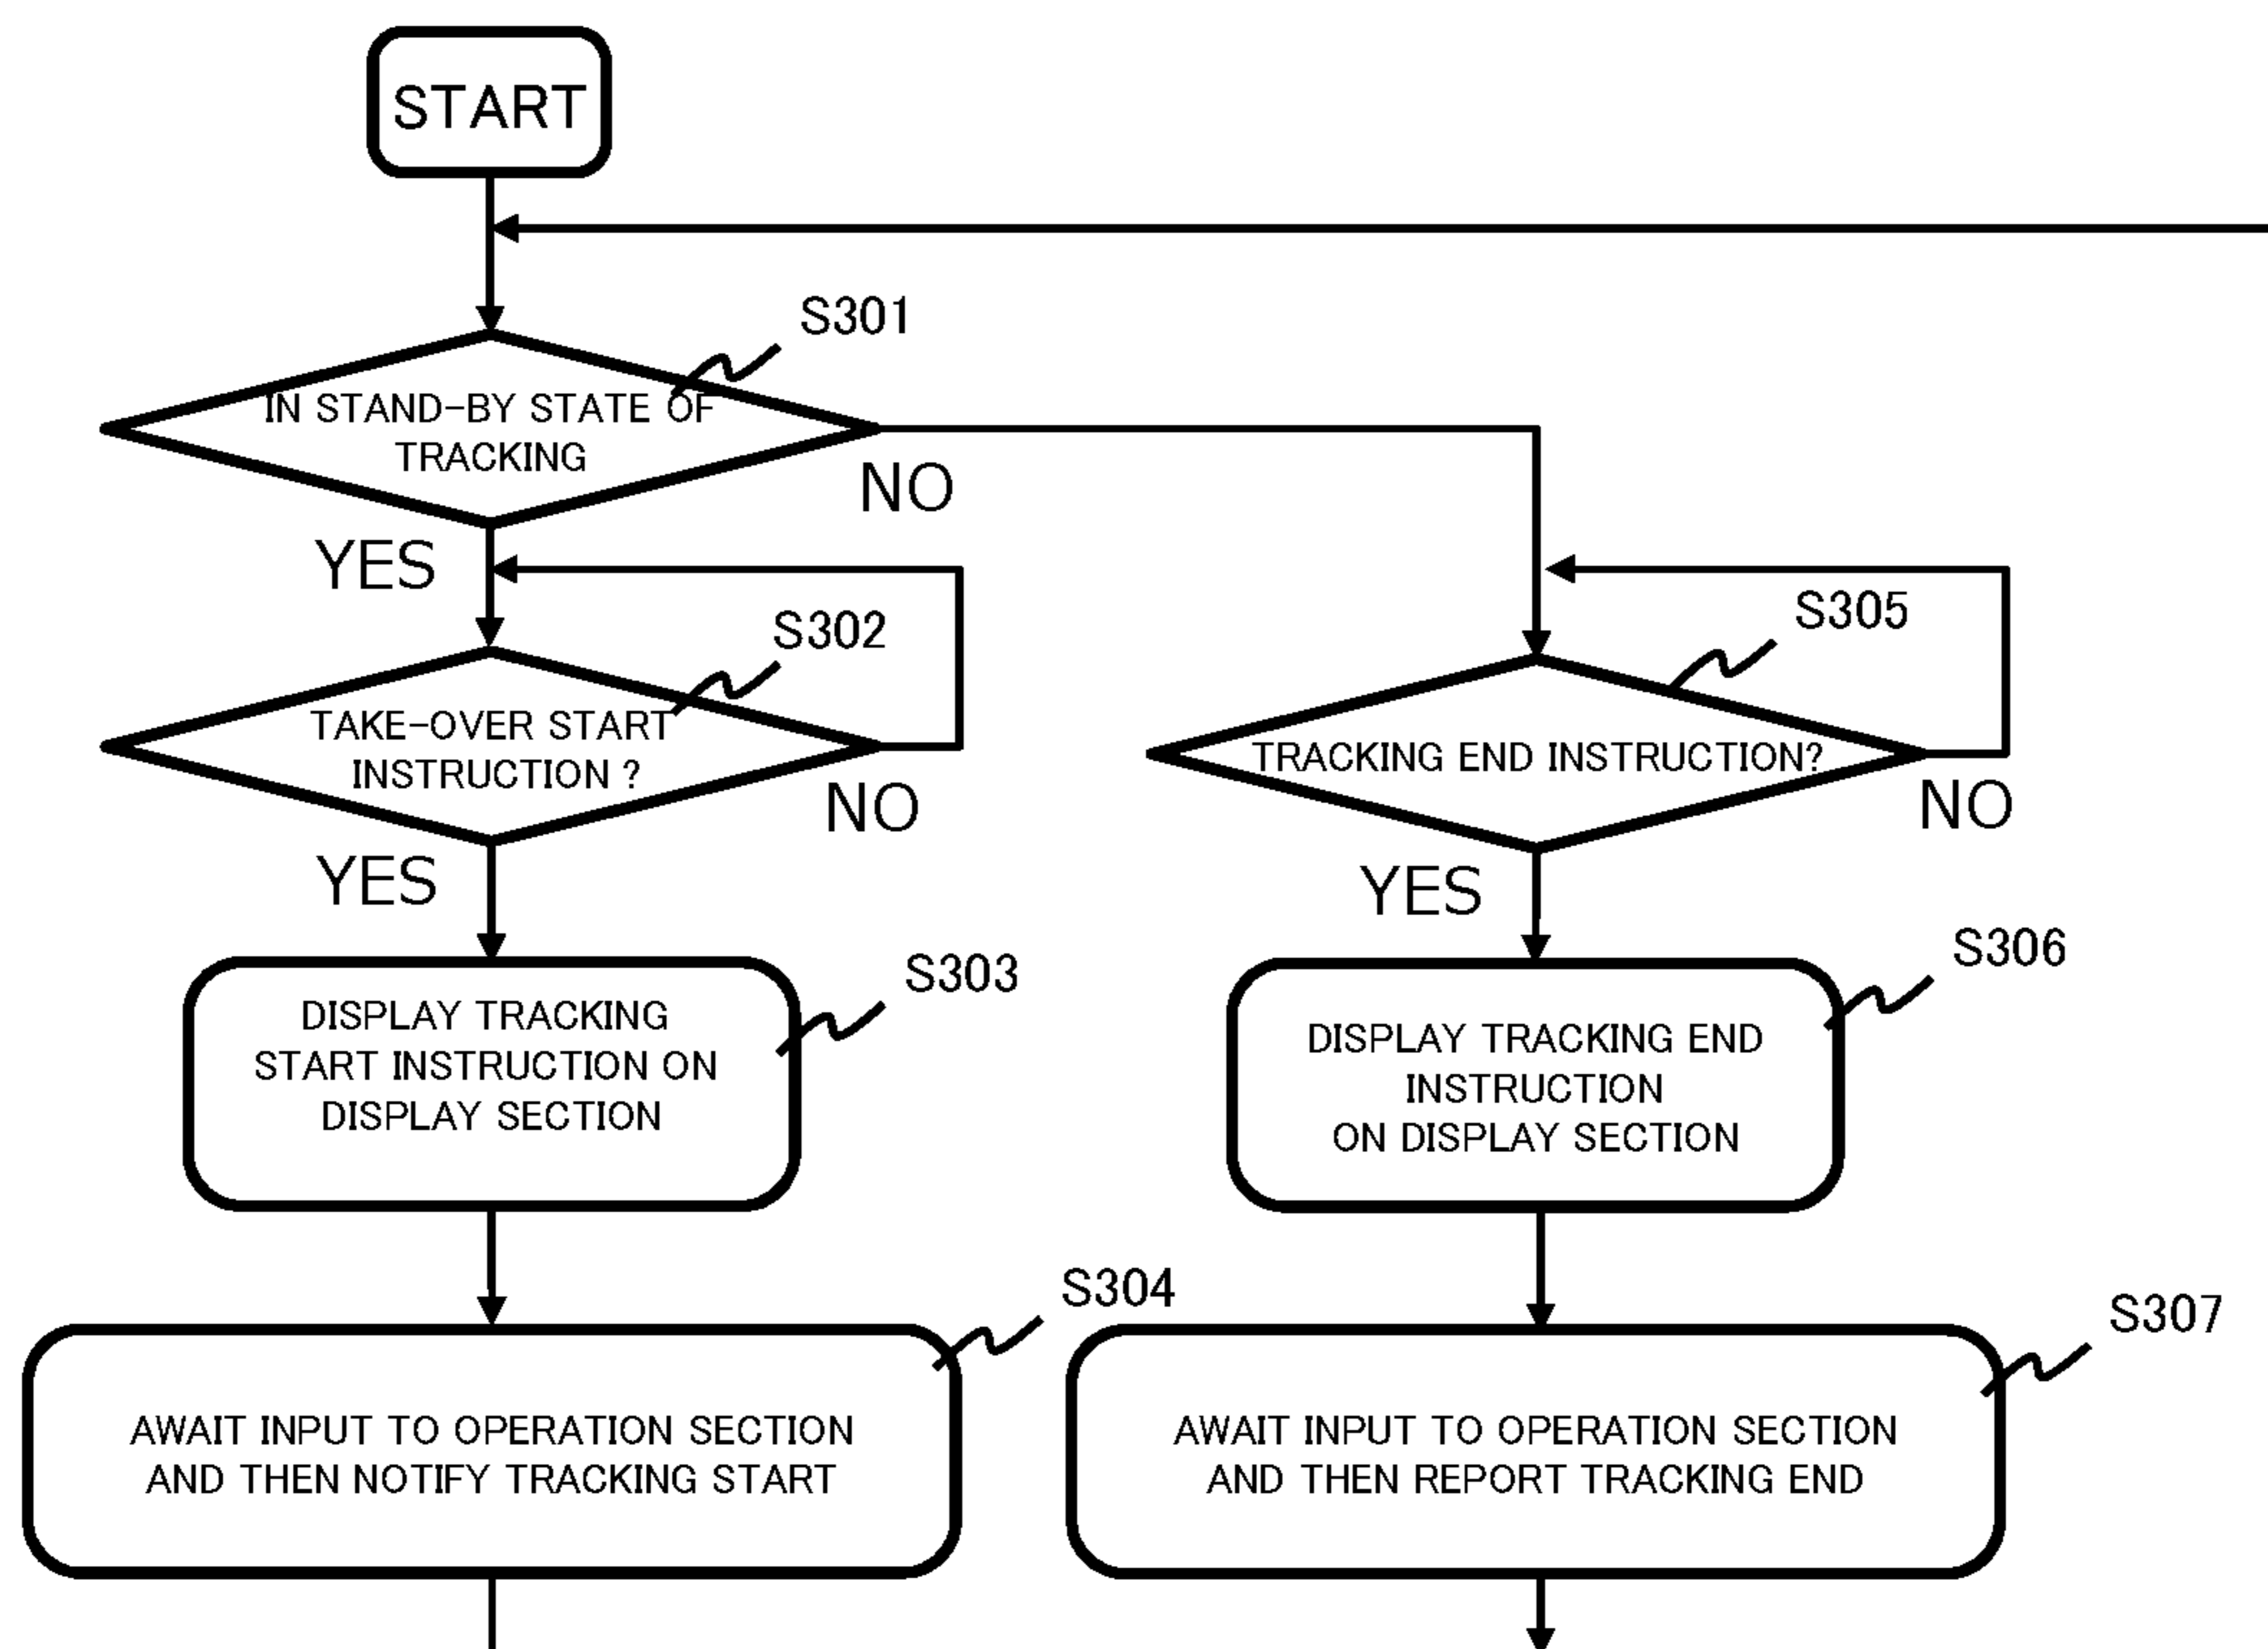 START
S301
IN STAND-BY STATE OF
TRACKING
NO
YES
S302
TAKE-OVER START
INSTRUCTION ?
NO
YES
S303
DISPLAY TRACKING
START INSTRUCTION ON
DISPLAY SECTION
S304
AWAIT INPUT TO OPERATION SECTION
AND THEN NOTIFY TRACKING START
S305
TRACKING END INSTRUCTION?
NO
YES
S306
DISPLAY TRACKING END
INSTRUCTION
ON DISPLAY SECTION
S307
AWAIT INPUT TO OPERATION SECTION
AND THEN REPORT TRACKING END